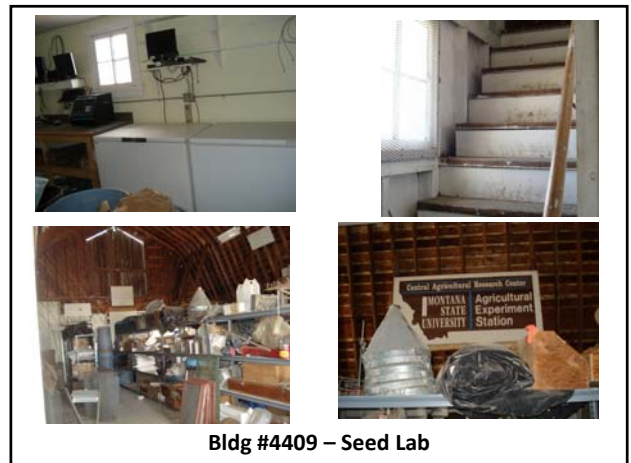 Central Agricultural Research Center
MONTANA
STATE
UNIVERSITY
Agricultural
Experiment
Station
Bldg #4409 – Seed Lab